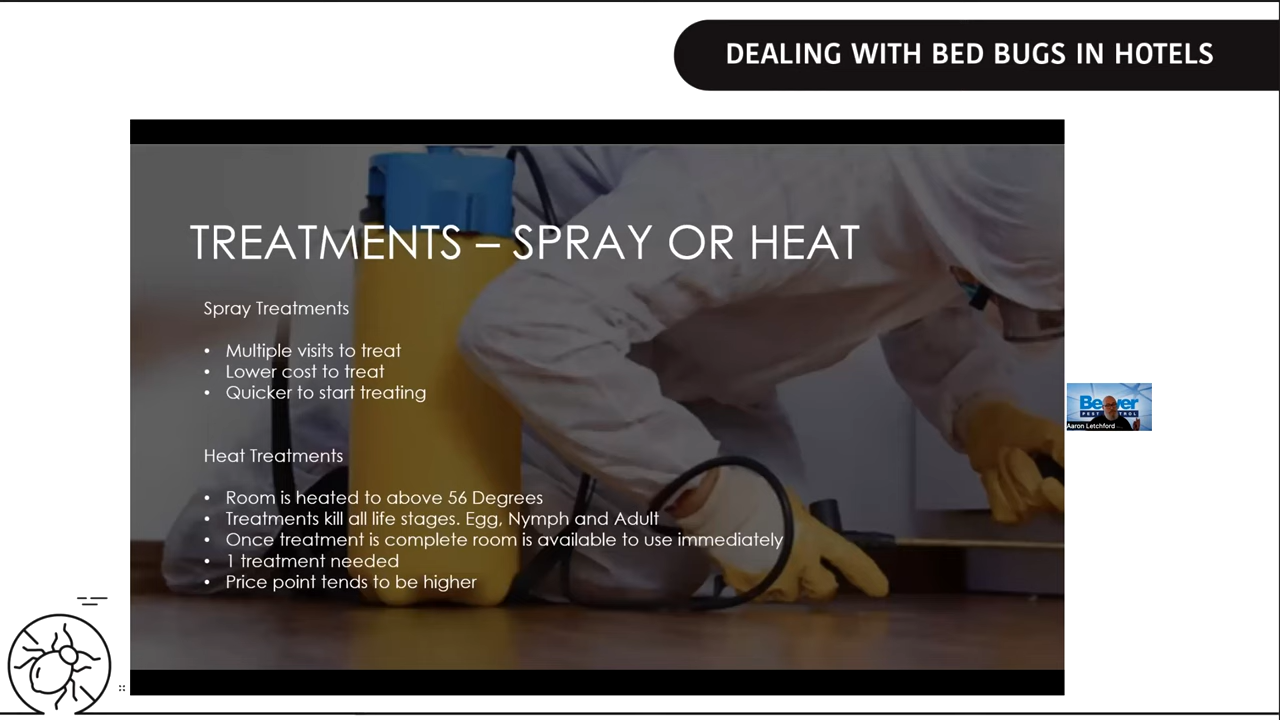 DEALING WITH BED BUGS IN HOTELS
TREATMENTS – SPRAY OR HEAT
Spray Treatments
• Multiple visits to treat
• Lower cost to treat
• Quicker to start treating
Heat Treatments
• Room is heated to above 56 Degrees
• Treatments kill all life stages. Egg, Nymph and Adult
• Once treatment is complete room is available to use immediately
• 1 treatment needed
• Price point tends to be higher
Aaron Letchford